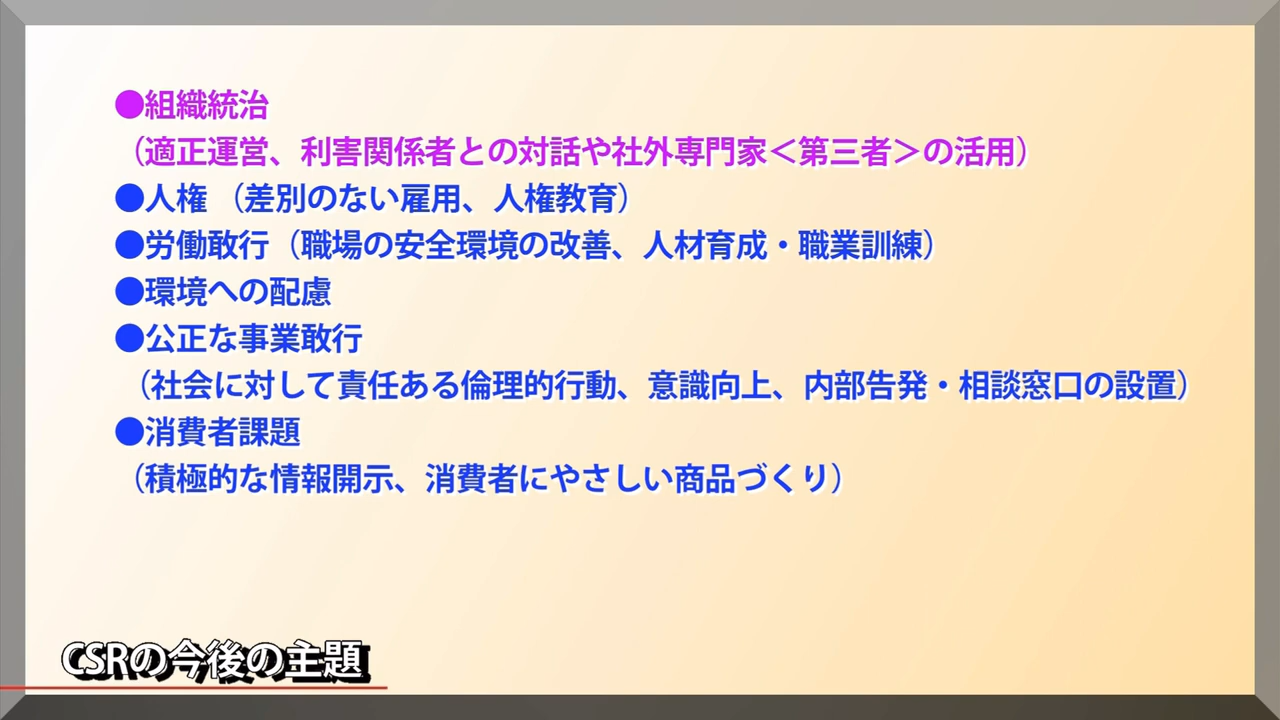 ●組織統治
（適正運営、利害関係者との対話や社外専門家＜第三者＞の活用）
●人権 （差別のない雇用、人権教育）
●労働敢行（職場の安全環境の改善、人材育成・職業訓練）
●環境への配慮
●公正な事業敢行
（社会に対して責任ある倫理的行動、意識向上、内部告発・相談窓口の設置）
●消費者課題
（積極的な情報開示、消費者にやさしい商品づくり）
CSRの今後の主題